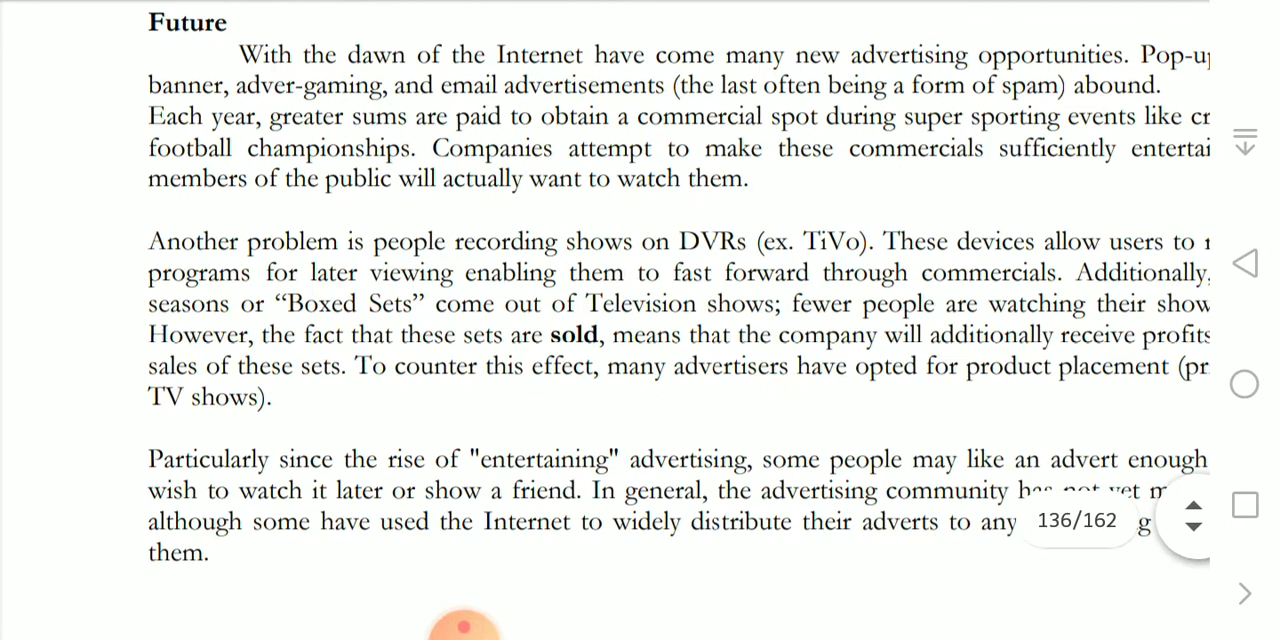 Future
With the dawn of the Internet have come many new advertising opportunities.
banner, adver-gaming, and email advertisements (the last often being a form of spam) abound.
Each year, greater sums are paid to obtain a commercial spot during super sporting events like
football championships. Companies attempt to make these commercials sufficiently
members of the public will actually want to watch them.
Another problem is people recording shows on DVRs (ex. TiVo). These devices allow users to
programs for later viewing enabling them to fast forward through commercials. Additionally,
seasons or “Boxed Sets” come out of Television shows; fewer people are watching their
However, the fact that these sets are sold, means that the company will additionally receive profits
sales of these sets. To counter this effect, many advertisers have opted for product placement
TV shows).
Particularly since the rise of "entertaining" advertising, some people may like an advert enough
wish to watch it later or show a friend. In general, the advertising community
although some have used the Internet to widely distribute their adverts to any
136/162
them.